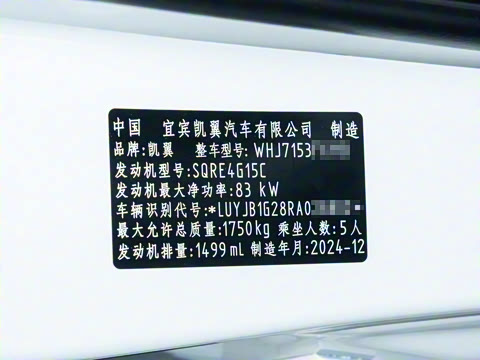 中国 宜宾凯翼汽车有限公司 制造
品牌:凯翼 整车型号: WHJ7153
发动机型号:SQRE4G15C
发动机最大净功率:83 kW
车辆识别代号:*LUYJB1G28RA0
最大允许总质量:1750kg 乘坐人数:5人
发动机排量:1499mL 制造年月:2024-12